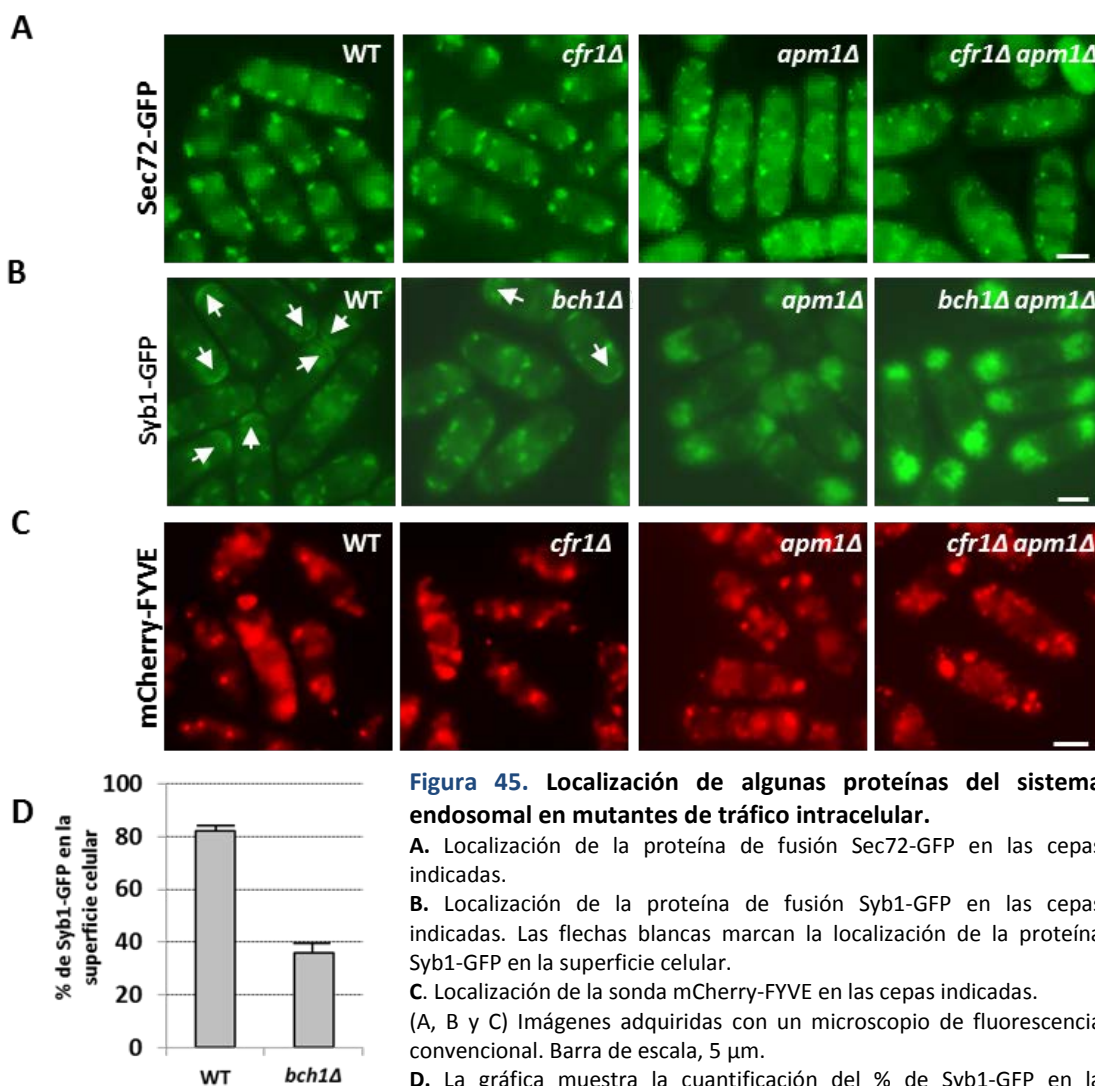 A
Sec72-GFP
WT
cfr1Δ
apm1Δ
cfr1Δ apm1Δ
B
Syb1-GFP
WT
bch1Δ
apm1Δ
bch1Δ apm1Δ
C
mCherry-FYVE
WT
cfr1Δ
apm1Δ
cfr1Δ apm1Δ
D
% de Syb1-GFP en la
superficie celular
100
80
60
40
20
0
WT
bch1Δ
Figura 45. Localización de algunas proteínas del sistema
endosomal en mutantes de tráfico intracelular.
A. Localización de la proteína de fusión Sec72-GFP en las cepas
indicadas.
B. Localización de la proteína de fusión Syb1-GFP en las cepas
indicadas. Las flechas blancas marcan la localización de la proteína
Syb1-GFP en la superficie celular.
C. Localización de la sonda mCherry-FYVE en las cepas indicadas.
(A, B y C) Imágenes adquiridas con un microscopio de fluorescencia
convencional. Barra de escala, 5 μm.
D. La gráfica muestra la cuantificación del % de Syb1-GFP en la